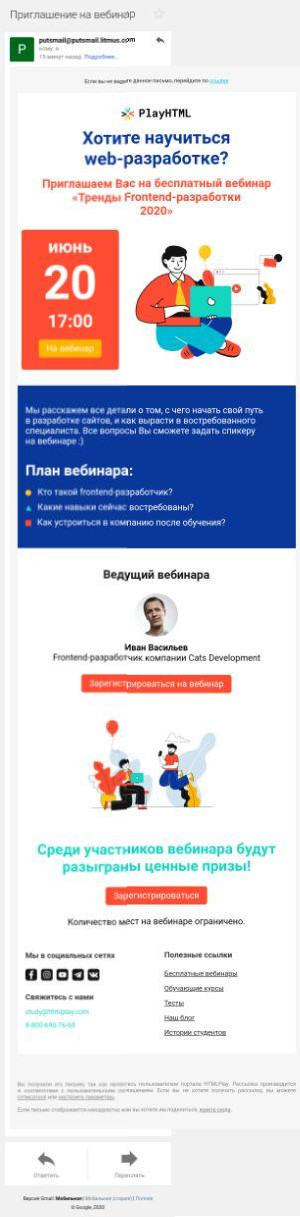 Приглашение на вебинар
P
putsmail@putsmail.litmus.com
кому: я
15 минут назад Подробнее...
Если вы не видите данное письмо, перейдите по ссылке
PlayHTML
Хотите научиться
web-разработке?
Приглашаем Вас на бесплатный вебинар
«Тренды Frontend-разработки
2020»
ИЮНЬ
20
17:00
На вебинар
Мы расскажем все детали о том, с чего начать свой путь
в разработке сайтов, и как вырасти в востребованного
специалиста. Все вопросы Вы сможете задать спикеру
на вебинаре :)
План вебинара:
Кто такой frontend-разработчик?
Какие навыки сейчас востребованы?
Как устроиться в компанию после обучения?
Ведущий вебинара
Иван Васильев
Frontend-разработчик компании Cats Development
Зарегистрироваться на вебинар
Среди участников вебинара будут
разыграны ценные призы!
Зарегистрироваться
Количество мест на вебинаре ограничено.
Мы в социальных сетях
Свяжитесь с нами
study@htmlplay.com
8-800-690-76-68
Полезные ссылки
Бесплатные вебинары
Обучающие курсы
Тесты
Наш блог
Истории студентов
Вы получили это письмо, так как являетесь пользователем портала HTMLPlay. Рассылка производится
в соответствии с пользовательским соглашением. Если вы не хотите получать рассылку, вы можете
отписаться или настроить параметры.
Если письмо отображается некорректно или вы хотите им поделиться, жмите сюда.
Ответить
Переслать
Версия Gmail: Мобильная | Мобильная (старая) | Полная
© Google, 2020